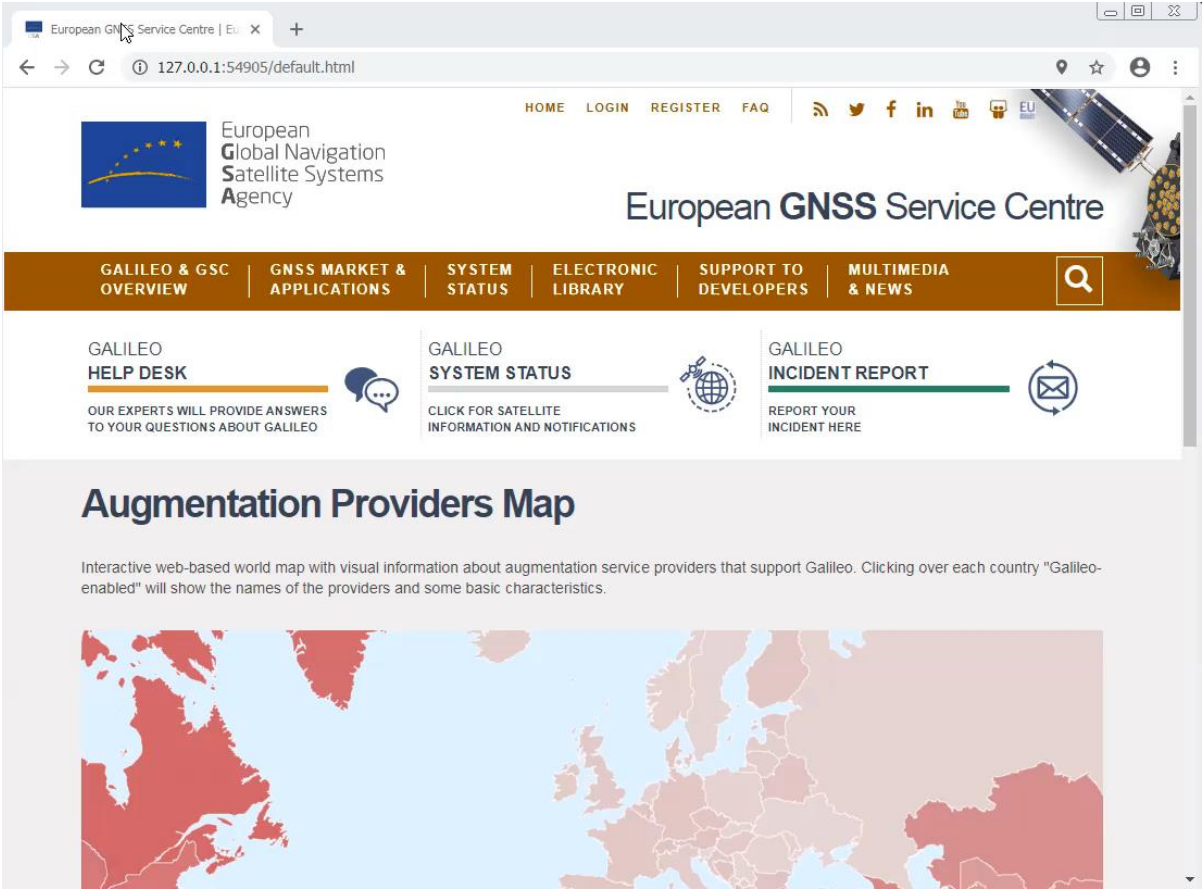 European GNSS Service Centre | Eu
127.0.0.1:54905/default.html
HOME LOGIN REGISTER FAQ
in
You Tube
EU
European
Global Navigation
Satellite Systems
Agency
European GNSS Service Centre
GALILEO & GSC
OVERVIEW
GNSS MARKET &
APPLICATIONS
SYSTEM
STATUS
ELECTRONIC
LIBRARY
SUPPORT TO
DEVELOPERS
MULTIMEDIA
& NEWS
GALILEO
HELP DESK
OUR EXPERTS WILL PROVIDE ANSWERS
TO YOUR QUESTIONS ABOUT GALILEO
GALILEO
SYSTEM STATUS
CLICK FOR SATELLITE
INFORMATION AND NOTIFICATIONS
GALILEO
INCIDENT REPORT
REPORT YOUR
INCIDENT HERE
Augmentation Providers Map
Interactive web-based world map with visual information about augmentation service providers that support Galileo. Clicking over each country "Galileo-
enabled" will show the names of the providers and some basic characteristics.